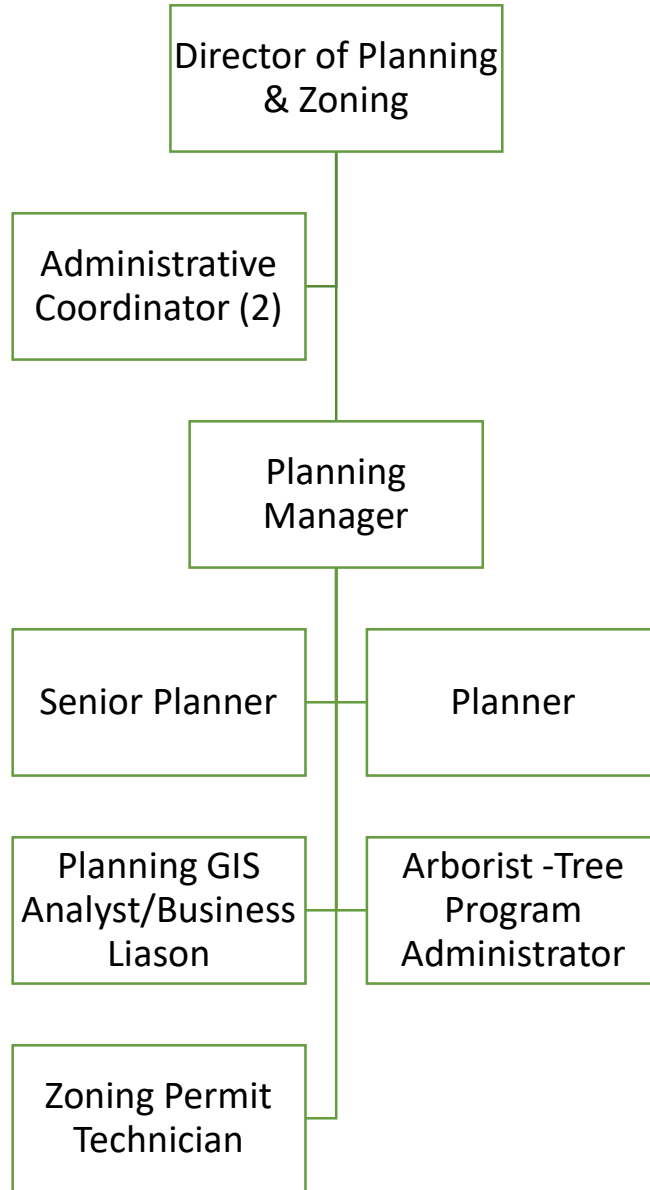 Director of Planning
& Zoning
Administrative
Coordinator (2)
Planning
Manager
Senior Planner
Planner
Planning GIS
Analyst/Business
Liason
Arborist -Tree
Program
Administrator
Zoning Permit
Technician